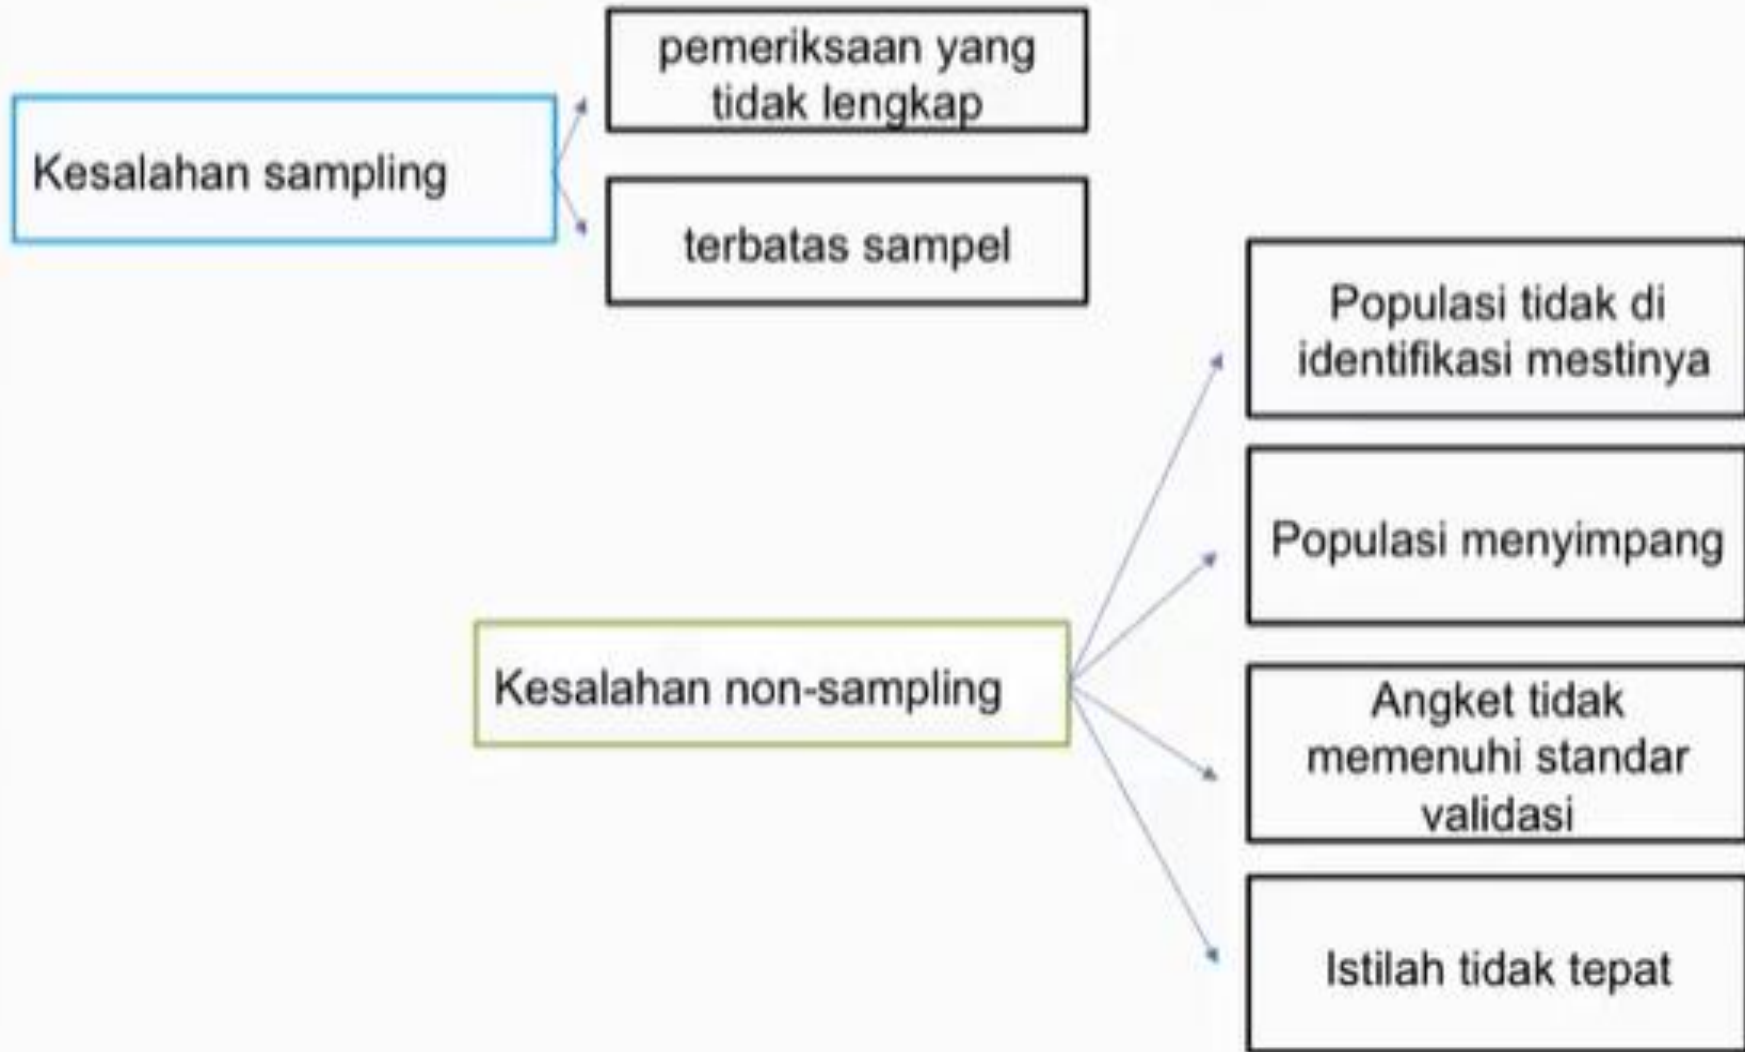 pemeriksaan yang
tidak lengkap
Kesalahan sampling
terbatas sampel
Populasi tidak di
identifikasi mestinya
Populasi menyimpang
Kesalahan non-sampling
Angket tidak
memenuhi standar
validasi
Istilah tidak tepat